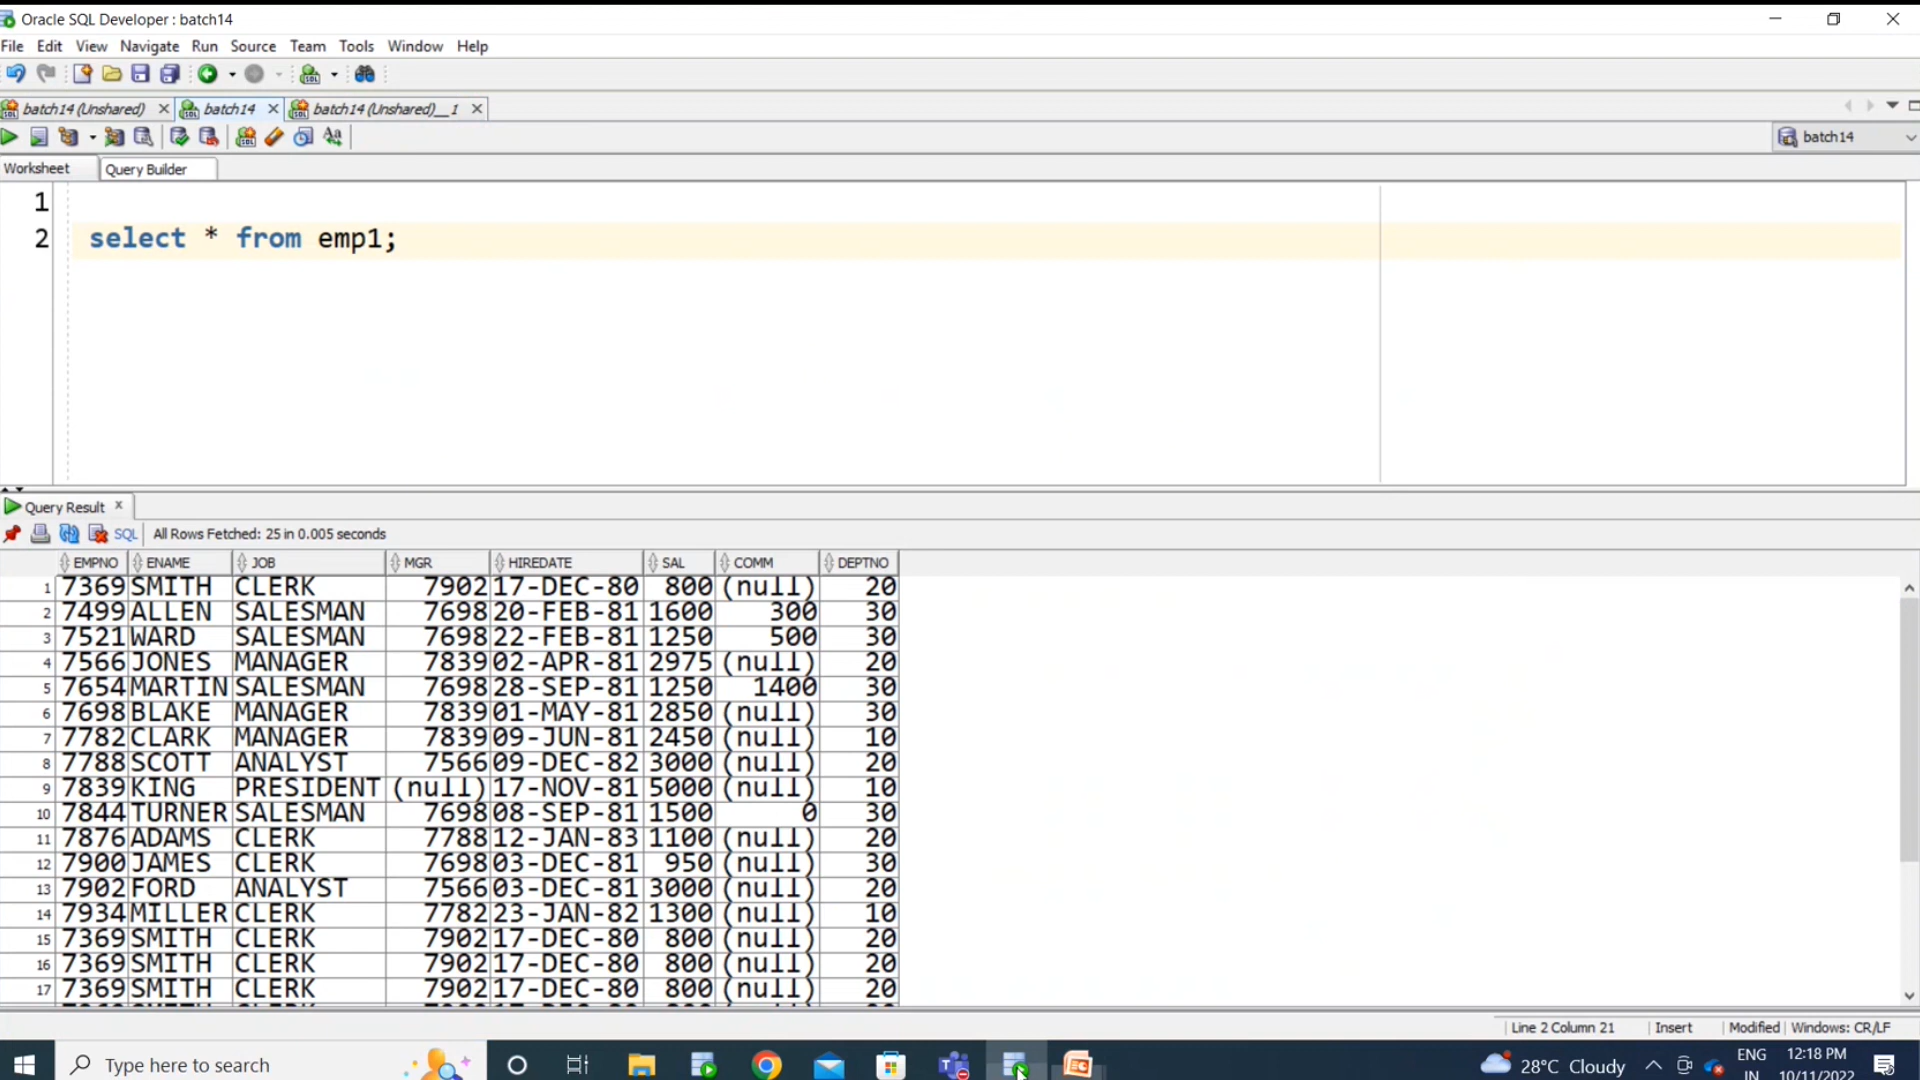 Oracle SQL Developer : batch14
File Edit View Navigate Run Source Team Tools Window Help
batch14 (Unshared) batch14 batch14 (Unshared)__1
batch14
Worksheet Query Builder
1
2 select * from emp1;
Query Result
SQL All Rows Fetched: 25 in 0.005 seconds
EMPNO ENAME JOB MGR HIREDATE SAL COMM DEPTNO
1 7369 SMITH CLERK 7902 17-DEC-80 800 (null) 20
2 7499 ALLEN SALESMAN 7698 20-FEB-81 1600 300 30
3 7521 WARD SALESMAN 7698 22-FEB-81 1250 500 30
4 7566 JONES MANAGER 7839 02-APR-81 2975 (null) 20
5 7654 MARTIN SALESMAN 7698 28-SEP-81 1250 1400 30
6 7698 BLAKE MANAGER 7839 01-MAY-81 2850 (null) 30
7 7782 CLARK MANAGER 7839 09-JUN-81 2450 (null) 10
8 7788 SCOTT ANALYST 7566 09-DEC-82 3000 (null) 20
9 7839 KING PRESIDENT (null) 17-NOV-81 5000 (null) 10
10 7844 TURNER SALESMAN 7698 08-SEP-81 1500 0 30
11 7876 ADAMS CLERK 7788 12-JAN-83 1100 (null) 20
12 7900 JAMES CLERK 7698 03-DEC-81 950 (null) 30
13 7902 FORD ANALYST 7566 03-DEC-81 3000 (null) 20
14 7934 MILLER CLERK 7782 23-JAN-82 1300 (null) 10
15 7369 SMITH CLERK 7902 17-DEC-80 800 (null) 20
16 7369 SMITH CLERK 7902 17-DEC-80 800 (null) 20
17 7369 SMITH CLERK 7902 17-DEC-80 800 (null) 20
Line 2 Column 21 Insert Modified Windows: CR/LF
Type here to search
28°C Cloudy
ENG
IN
12:18 PM
10/11/2022